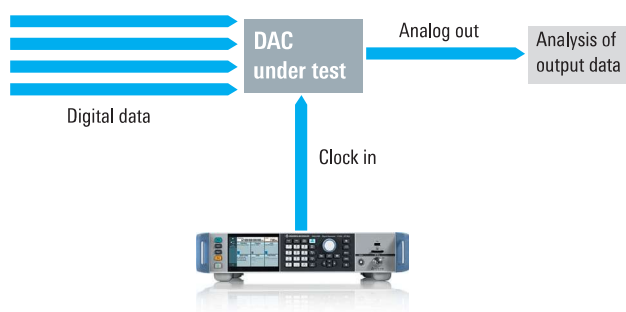 DAC
under test
Analog out
Analysis of
output data
Digital data
Clock in